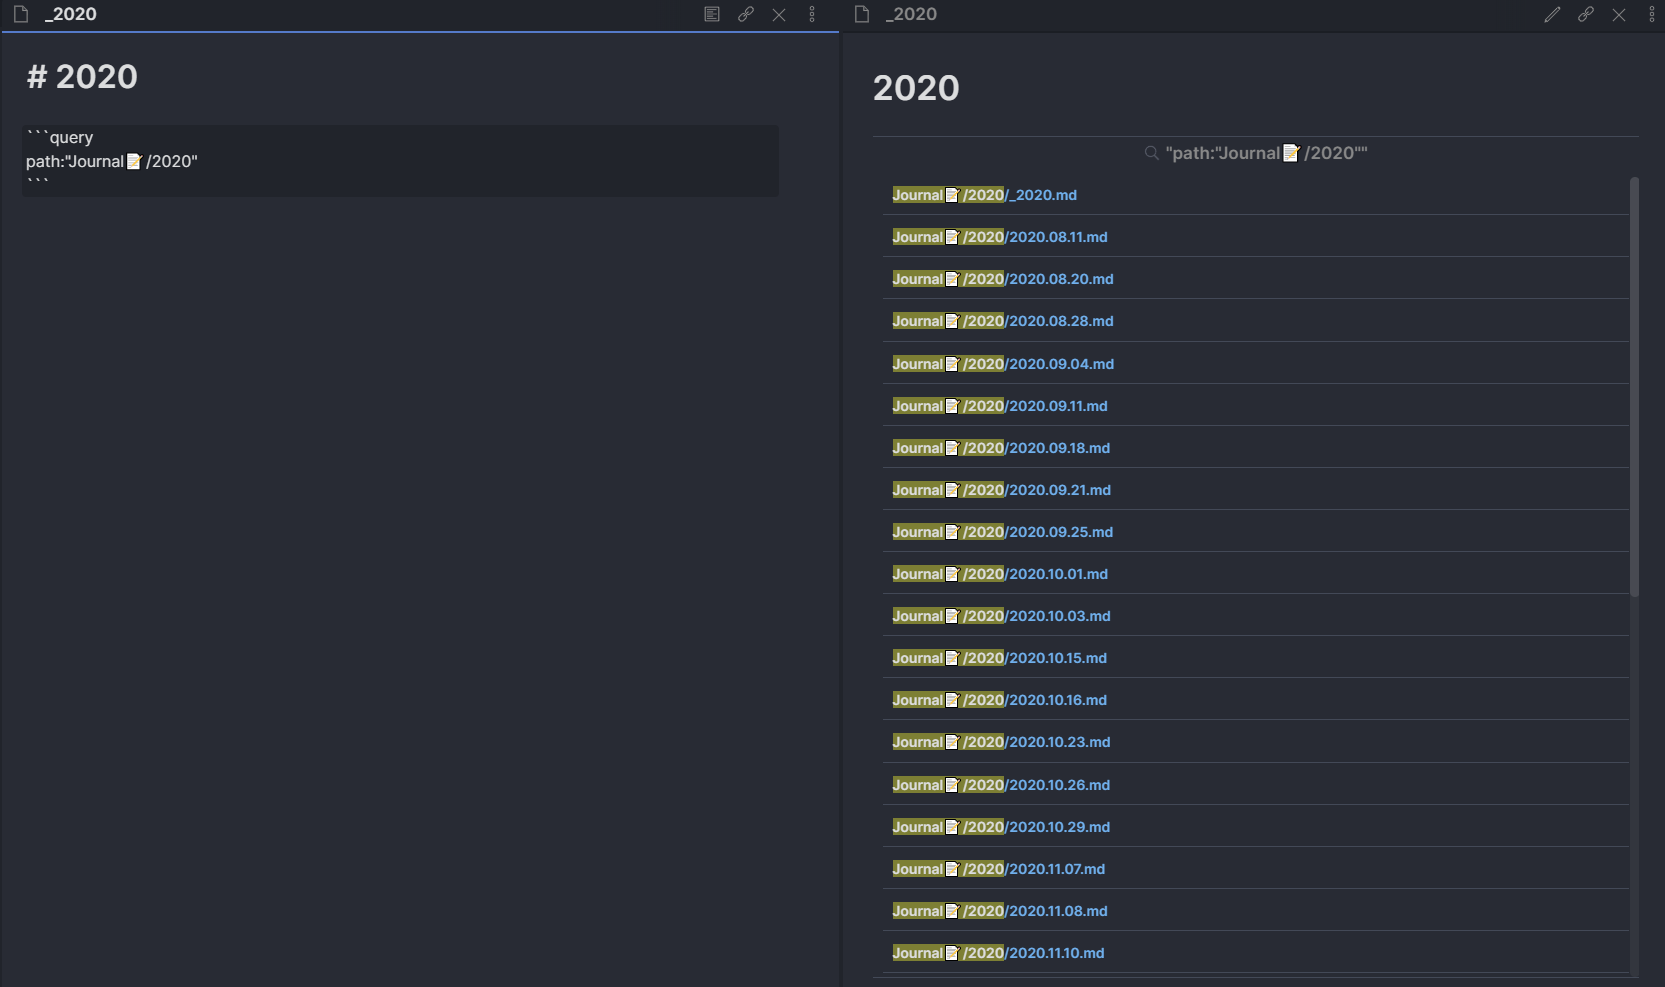 _2020
# 2020
```query
path:"Journal📝/2020"
```
_2020
2020
"path:"Journal📝/2020""
Journal📝/2020/_2020.md
Journal📝/2020/2020.08.11.md
Journal📝/2020/2020.08.20.md
Journal📝/2020/2020.08.28.md
Journal📝/2020/2020.09.04.md
Journal📝/2020/2020.09.11.md
Journal📝/2020/2020.09.18.md
Journal📝/2020/2020.09.21.md
Journal📝/2020/2020.09.25.md
Journal📝/2020/2020.10.01.md
Journal📝/2020/2020.10.03.md
Journal📝/2020/2020.10.15.md
Journal📝/2020/2020.10.16.md
Journal📝/2020/2020.10.23.md
Journal📝/2020/2020.10.26.md
Journal📝/2020/2020.10.29.md
Journal📝/2020/2020.11.07.md
Journal📝/2020/2020.11.08.md
Journal📝/2020/2020.11.10.md